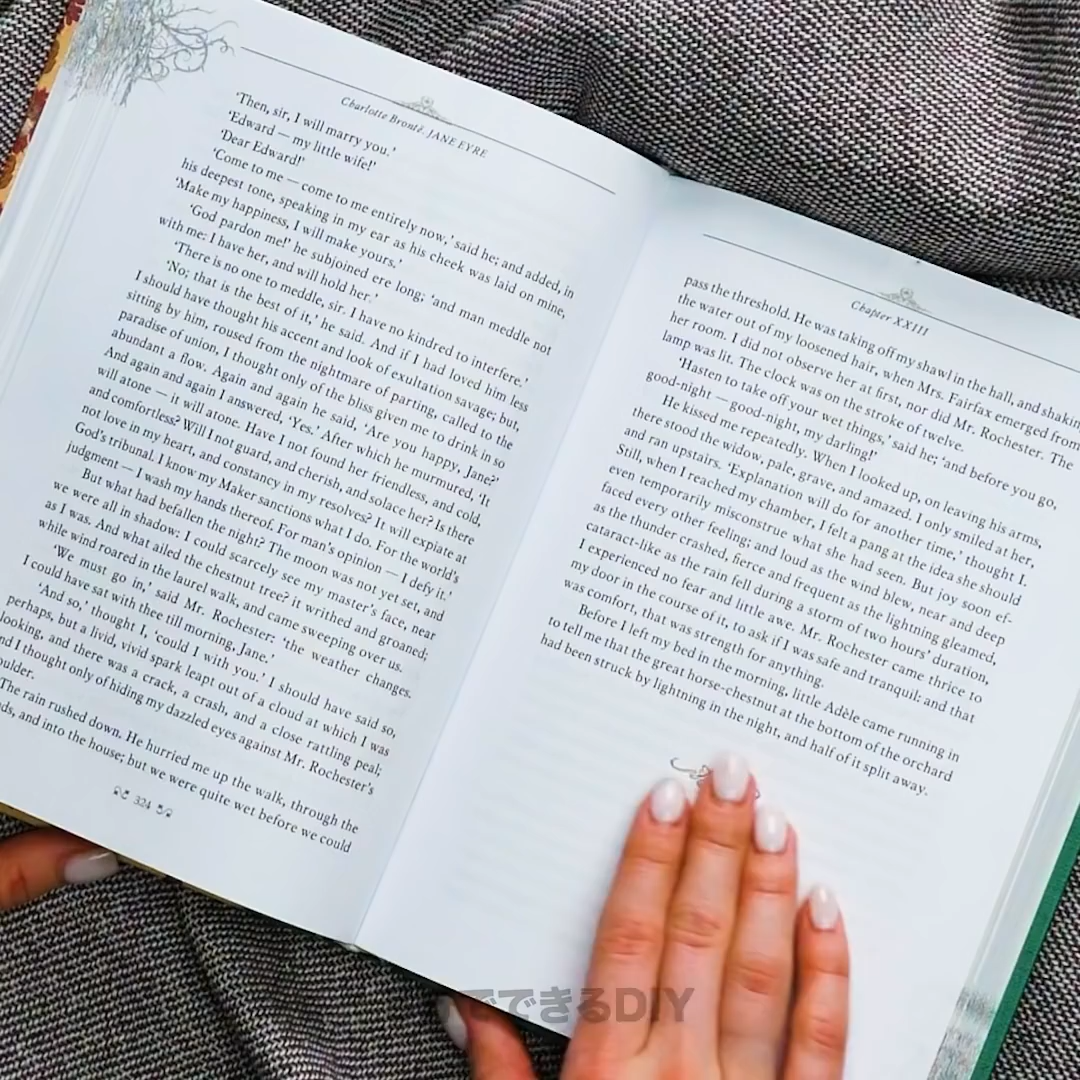 Charlotte Brontë. JANE EYRE
‘Then, sir, I will marry you.’
‘Edward — my little wife!’
‘Dear Edward!’
‘Come to me — come to me entirely now,’ said he; and added, in
his deepest tone, speaking in my ear as his cheek was laid on mine,
‘Make my happiness, I will make yours.’
‘God pardon me!’ he subjoined ere long; ‘and man meddle not
with me: I have her, and will hold her.’
‘There is no one to meddle, sir. I have no kindred to interfere.’
‘No; that is the best of it,’ he said. And if I had loved him less
I should have thought his accent and look of exultation savage; but,
sitting by him, roused from the nightmare of parting, called to the
paradise of union, I thought only of the bliss given me to drink in so
abundant a flow. Again and again he said, ‘Are you happy, Jane?’
And again and again I answered, ‘Yes.’ After which he murmured, ‘It
will atone — it will atone. Have I not found her friendless, and cold,
and comfortless? Will I not guard, and cherish, and solace her? Is there
not love in my heart, and constancy in my resolves? It will expiate at
God’s tribunal. I know my Maker sanctions what I do. For the world’s
judgment — I wash my hands thereof. For man’s opinion — I defy it.’
But what had befallen the night? The moon was not yet set, and
we were all in shadow: I could scarcely see my master’s face, near
as I was. And what ailed the chestnut tree? it writhed and groaned;
while wind roared in the laurel walk, and came sweeping over us.
‘We must go in,’ said Mr. Rochester: ‘the weather changes.
I could have sat with thee till morning, Jane.’
‘And so,’ thought I, ‘could I with you.’ I should have said so,
perhaps, but a livid, vivid spark leapt out of a cloud at which I was
looking, and there was a crack, a crash, and a close rattling peal;
and I thought only of hiding my dazzled eyes against Mr. Rochester’s
oulder.
The rain rushed down. He hurried me up the walk, through the
ds, and into the house; but we were quite wet before we could
324
Chapter XXIII
pass the threshold. He was taking off my shawl in the hall, and shakin
the water out of my loosened hair, when Mrs. Fairfax emerged from
her room. I did not observe her at first, nor did Mr. Rochester. The
lamp was lit. The clock was on the stroke of twelve.
‘Hasten to take off your wet things,’ said he; ‘and before you go,
good-night — good-night, my darling!’
He kissed me repeatedly. When I looked up, on leaving his arms,
there stood the widow, pale, grave, and amazed. I only smiled at her,
and ran upstairs. ‘Explanation will do for another time,’ thought I.
Still, when I reached my chamber, I felt a pang at the idea she should
even temporarily misconstrue what she had seen. But joy soon ef-
faced every other feeling; and loud as the wind blew, near and deep
as the thunder crashed, fierce and frequent as the lightning gleamed,
cataract-like as the rain fell during a storm of two hours’ duration,
I experienced no fear and little awe. Mr. Rochester came thrice to
my door in the course of it, to ask if I was safe and tranquil: and that
was comfort, that was strength for anything.
Before I left my bed in the morning, little Adèle came running in
to tell me that the great horse-chestnut at the bottom of the orchard
had been struck by lightning in the night, and half of it split away.
でできるDIY